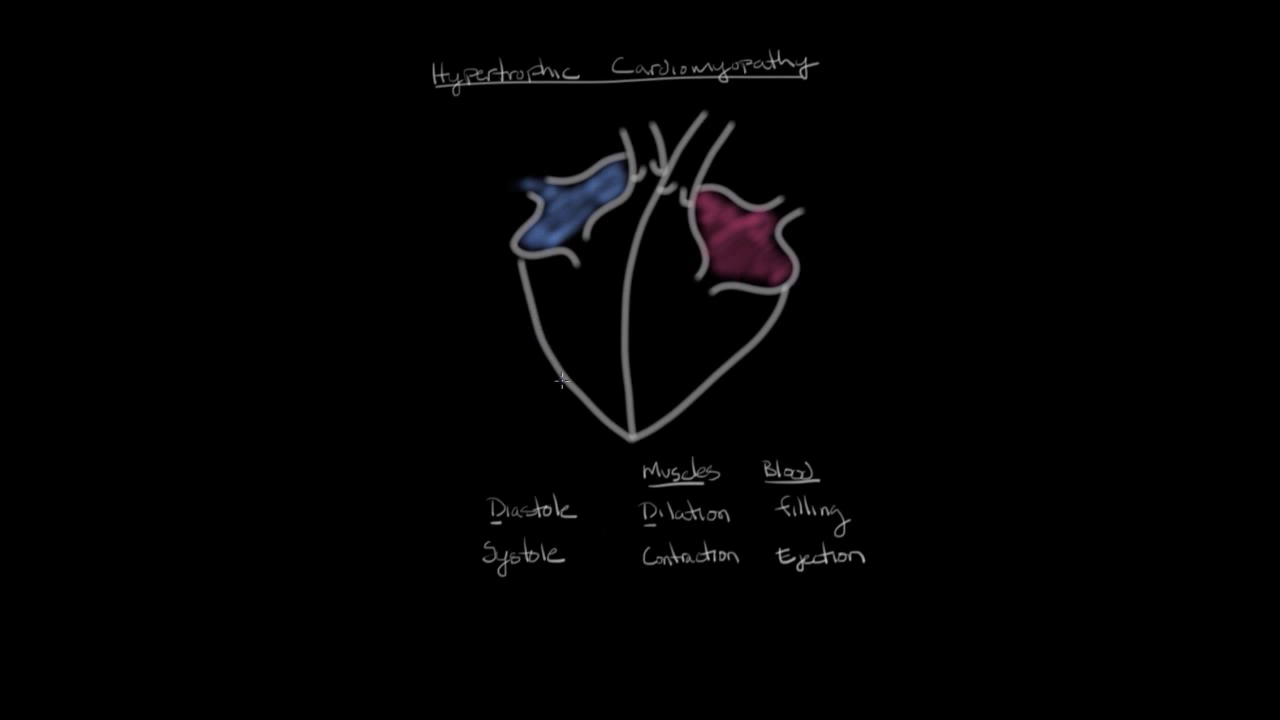 Hypertrophic Cardiomyopathy
Muscles Blood
Diastole Dilation filling
Systole Contraction Ejection